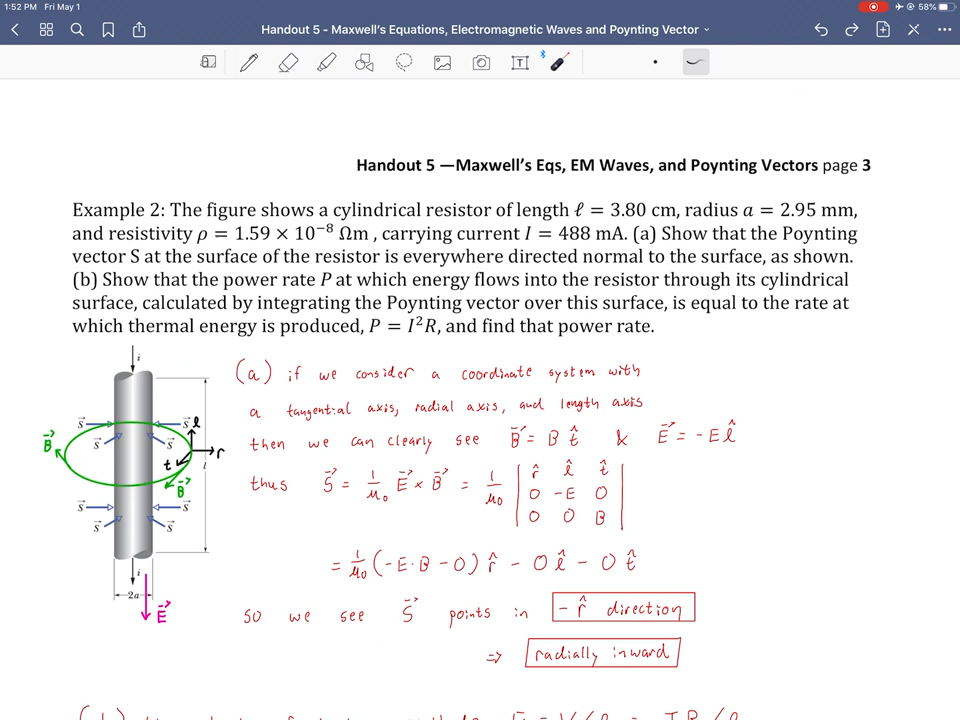 1:52 PM Fri May 1
58%
Handout 5 - Maxwell's Equations, Electromagnetic Waves and Poynting Vector
Handout 5 —Maxwell's Eqs, EM Waves, and Poynting Vectors page 3
Example 2: The figure shows a cylindrical resistor of length ℓ = 3.80 cm, radius a = 2.95 mm,
and resistivity ρ = 1.59 × 10⁻⁸ Ωm , carrying current I = 488 mA. (a) Show that the Poynting
vector S at the surface of the resistor is everywhere directed normal to the surface, as shown.
(b) Show that the power rate P at which energy flows into the resistor through its cylindrical
surface, calculated by integrating the Poynting vector over this surface, is equal to the rate at
which thermal energy is produced, P = I²R, and find that power rate.
i
(a) if we consider a coordinate system with
a tangential axis, radial axis, and length axis
then we can clearly see B⃗ = B t̂ & E⃗ = -E l̂
thus S⃗ = 1/μ₀ E⃗ × B⃗ = 1/μ₀ | r̂ l̂ t̂ |
| 0 -E 0 |
| 0 0 B |
= 1/μ₀ (-E·B - 0) r̂ - 0 l̂ - 0 t̂
so we see S⃗ points in - r̂ direction
⇒ radially inward
S⃗ S⃗ l
B⃗ S⃗ S⃗ r
t l
B⃗
S⃗ S⃗
S⃗ S⃗
i
2a
E⃗